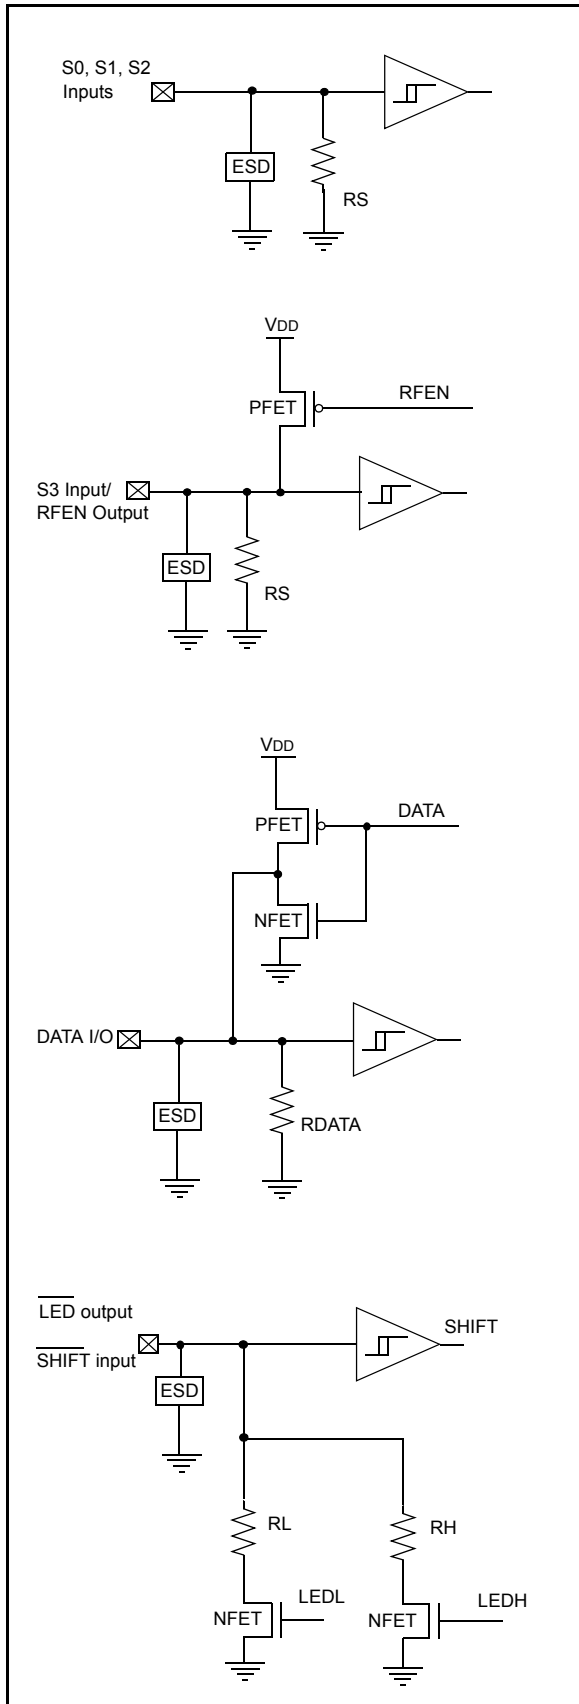 S0, S1, S2
Inputs
ESD
RS
VDD
PFET
RFEN
S3 Input/
RFEN Output
ESD
RS
VDD
PFET
DATA
NFET
DATA I/O
ESD
RDATA
LED output
SHIFT input
SHIFT
ESD
RL
RH
NFET
LEDL
NFET
LEDH